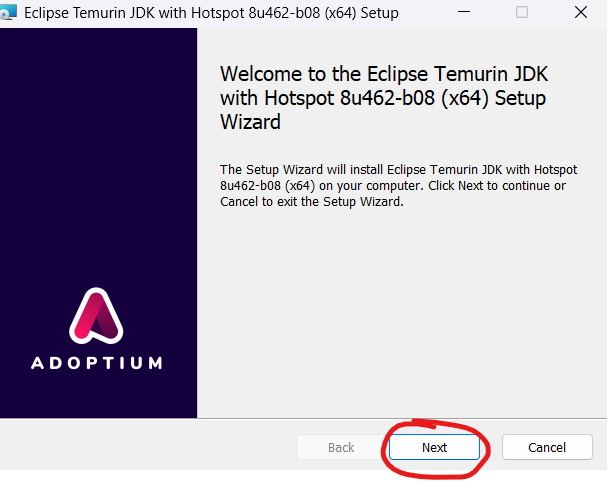 Eclipse Temurin JDK with Hotspot 8u462-b08 (x64) Setup
Welcome to the Eclipse Temurin JDK
with Hotspot 8u462-b08 (x64) Setup
Wizard
The Setup Wizard will install Eclipse Temurin JDK with Hotspot
8u462-b08 (x64) on your computer. Click Next to continue or
Cancel to exit the Setup Wizard.
ADOPTIUM
Back Next Cancel